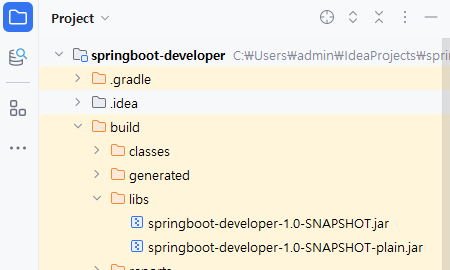 Project
springboot-developer C:₩Users₩admin₩IdeaProjects₩spri
.gradle
.idea
build
classes
generated
libs
springboot-developer-1.0-SNAPSHOT.jar
springboot-developer-1.0-SNAPSHOT-plain.jar
reports